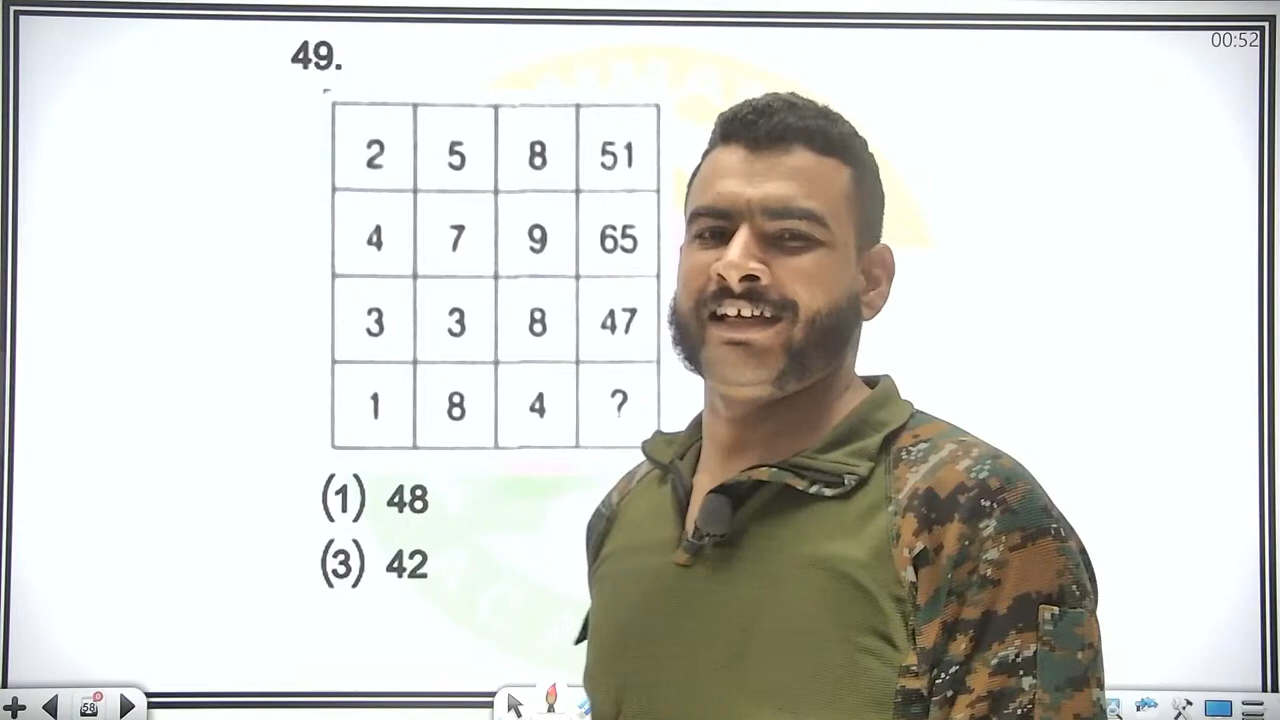 00:52
49.
2 5 8 51
4 7 9 65
3 3 8 47
1 8 4 ?
(1) 48
(3) 42
58